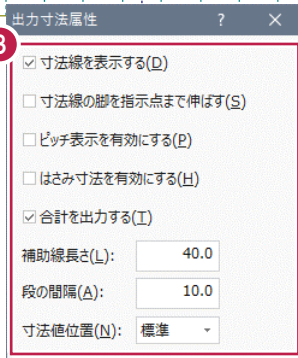 出力寸法属性 ? ×
3
寸法線を表示する(D)
寸法線の脚を指示点まで伸ばす(S)
ピッチ表示を有効にする(P)
はさみ寸法を有効にする(H)
合計を出力する(T)
補助線長さ(L): 40.0
段の間隔(A): 10.0
寸法値位置(N): 標準